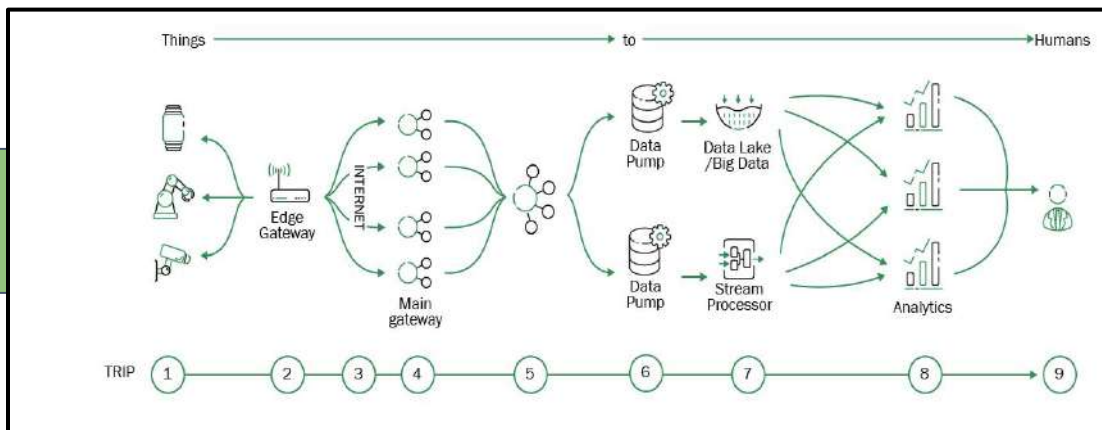 Things to Humans
INTERNET
Edge
Gateway
Main
gateway
Data
Pump
Data Lake
/Big Data
Data
Pump
Stream
Processor
Analytics
TRIP 1 2 3 4 5 6 7 8 9